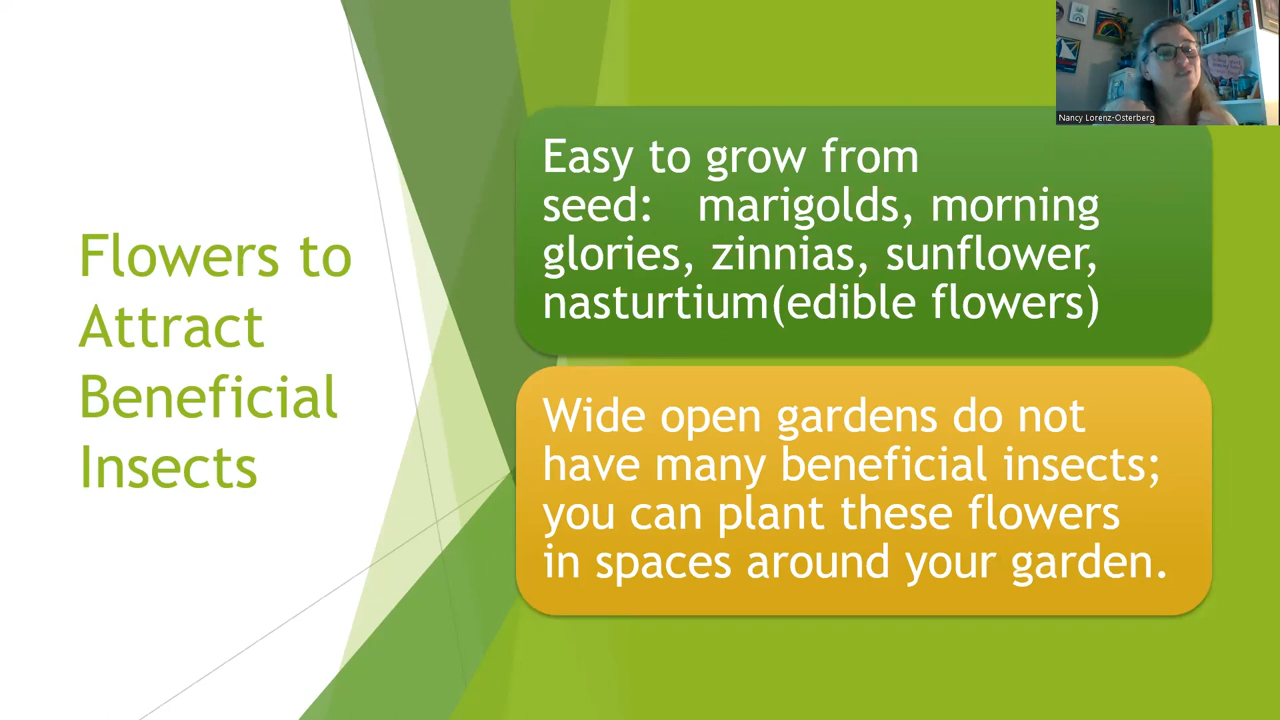 Flowers to
Attract
Beneficial
Insects
Easy to grow from
seed: marigolds, morning
glories, zinnias, sunflower,
nasturtium(edible flowers)
Wide open gardens do not
have many beneficial insects;
you can plant these flowers
in spaces around your garden.
Nancy Lorenz-Osterberg